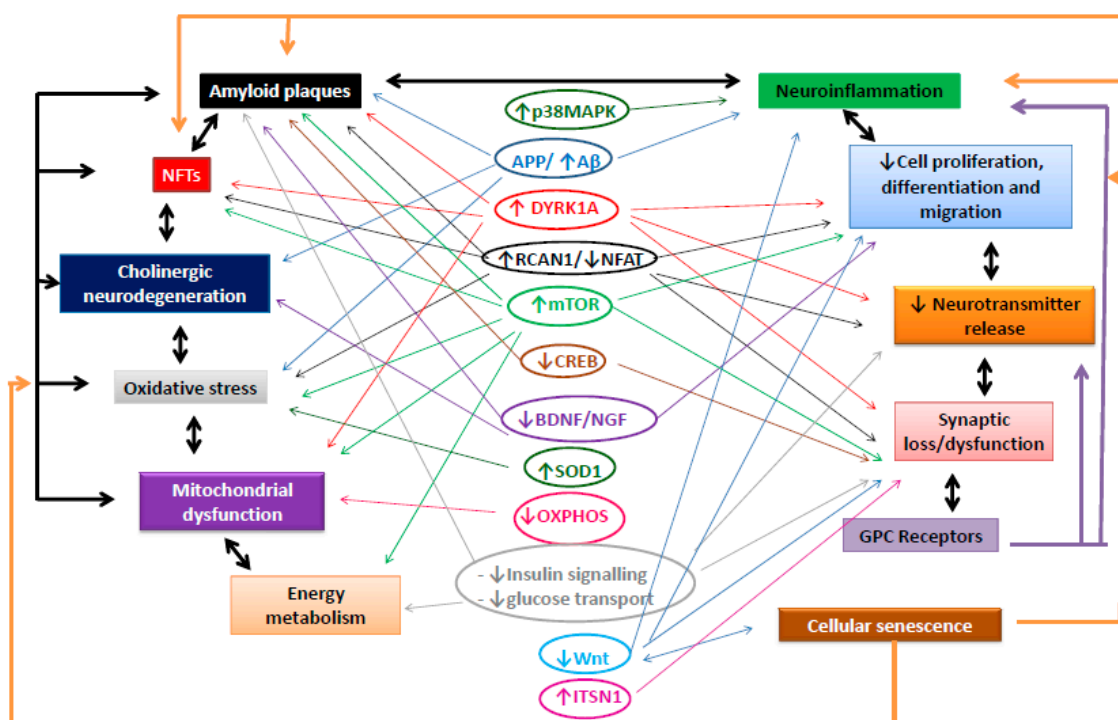 Amyloid plaques
NFTs
Cholinergic
neurodegeneration
Oxidative stress
Mitochondrial
dysfunction
Energy
metabolism
↑p38MAPK
APP/ ↑Aβ
↑ DYRK1A
↑RCAN1/↓NFAT
↑mTOR
↓CREB
↓BDNF/NGF
↑SOD1
↓OXPHOS
- ↓Insulin signalling
- ↓glucose transport
↓Wnt
↑ITSN1
Neuroinflammation
↓Cell proliferation,
differentiation and
migration
↓ Neurotransmitter
release
Synaptic
loss/dysfunction
GPC Receptors
Cellular senescence